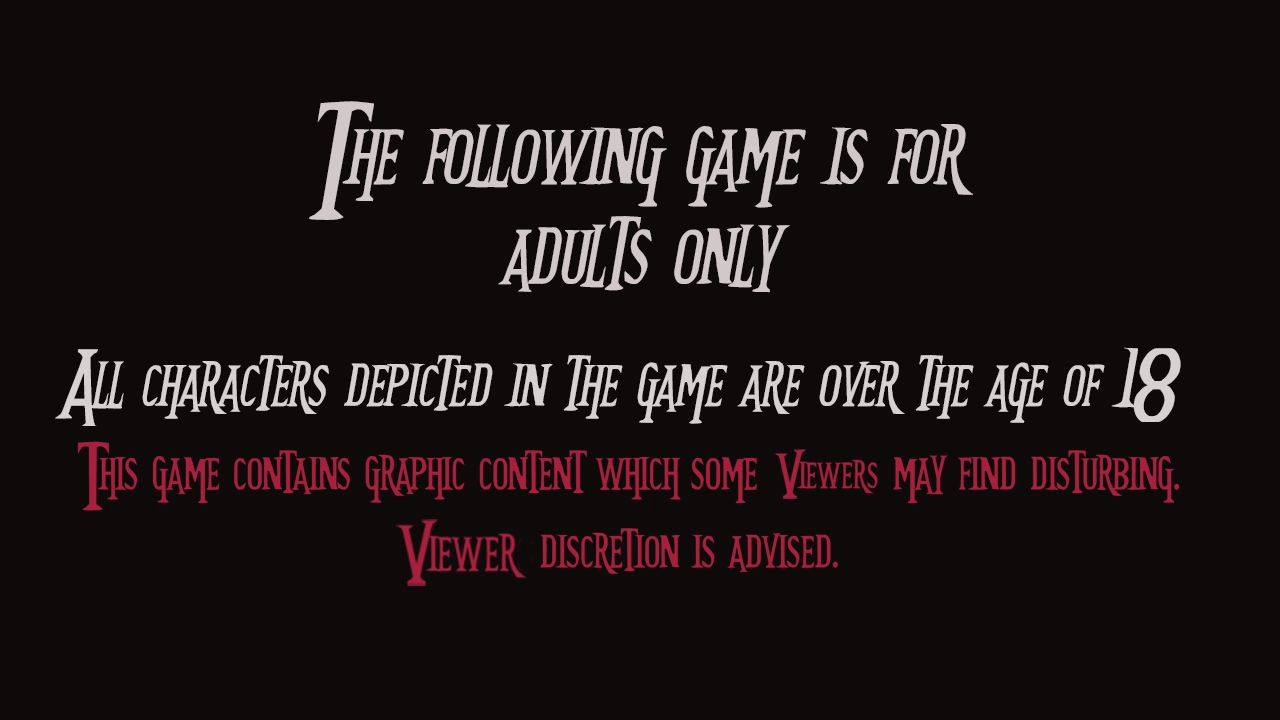 The following game is for
adults only
All characters depicted in the game are over the age of 18
This game contains graphic content which some Viewers may find disturbing.
Viewer discretion is advised.